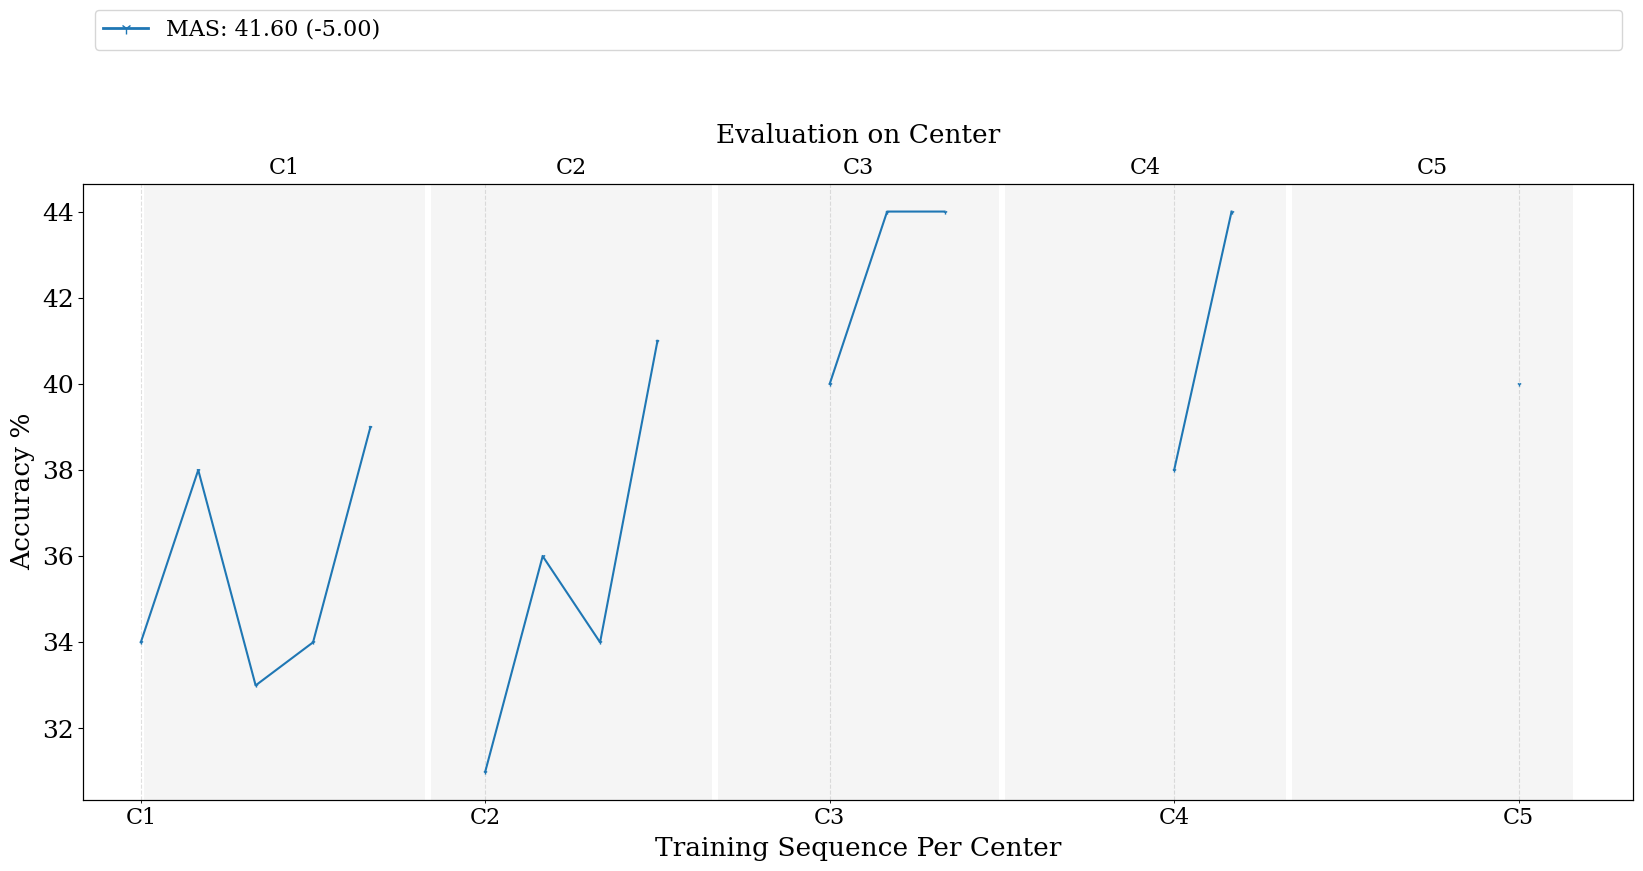 MAS: 41.60 (-5.00)
Evaluation on Center
C1 C2 C3 C4 C5
44
42
40
38
36
34
32
Accuracy %
C1 C2 C3 C4 C5
Training Sequence Per Center